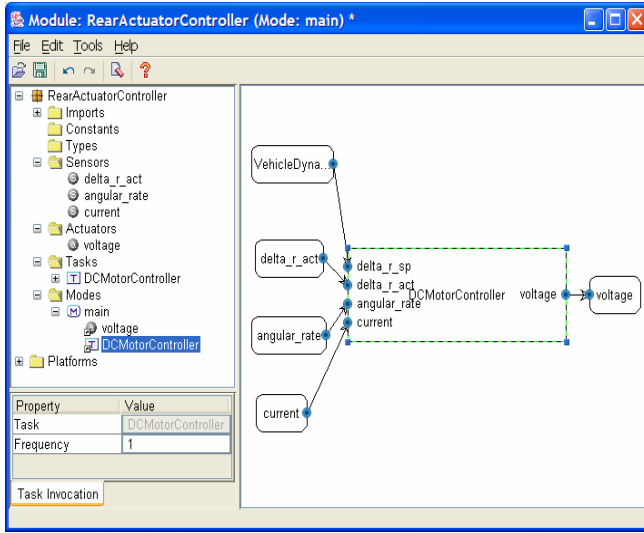 Module: RearActuatorController (Mode: main) *
File Edit Tools Help
RearActuatorController
Imports
Constants
Types
Sensors
delta_r_act
angular_rate
current
Actuators
voltage
Tasks
T DCMotorController
Modes
M main
voltage
T DCMotorController
Platforms
Property Value
Task DCMotorController
Frequency 1
Task Invocation
VehicleDyna...
delta_r_act
angular_rate
current
delta_r_sp
delta_r_act
angular_rate
current
DCMotorController
voltage
voltage